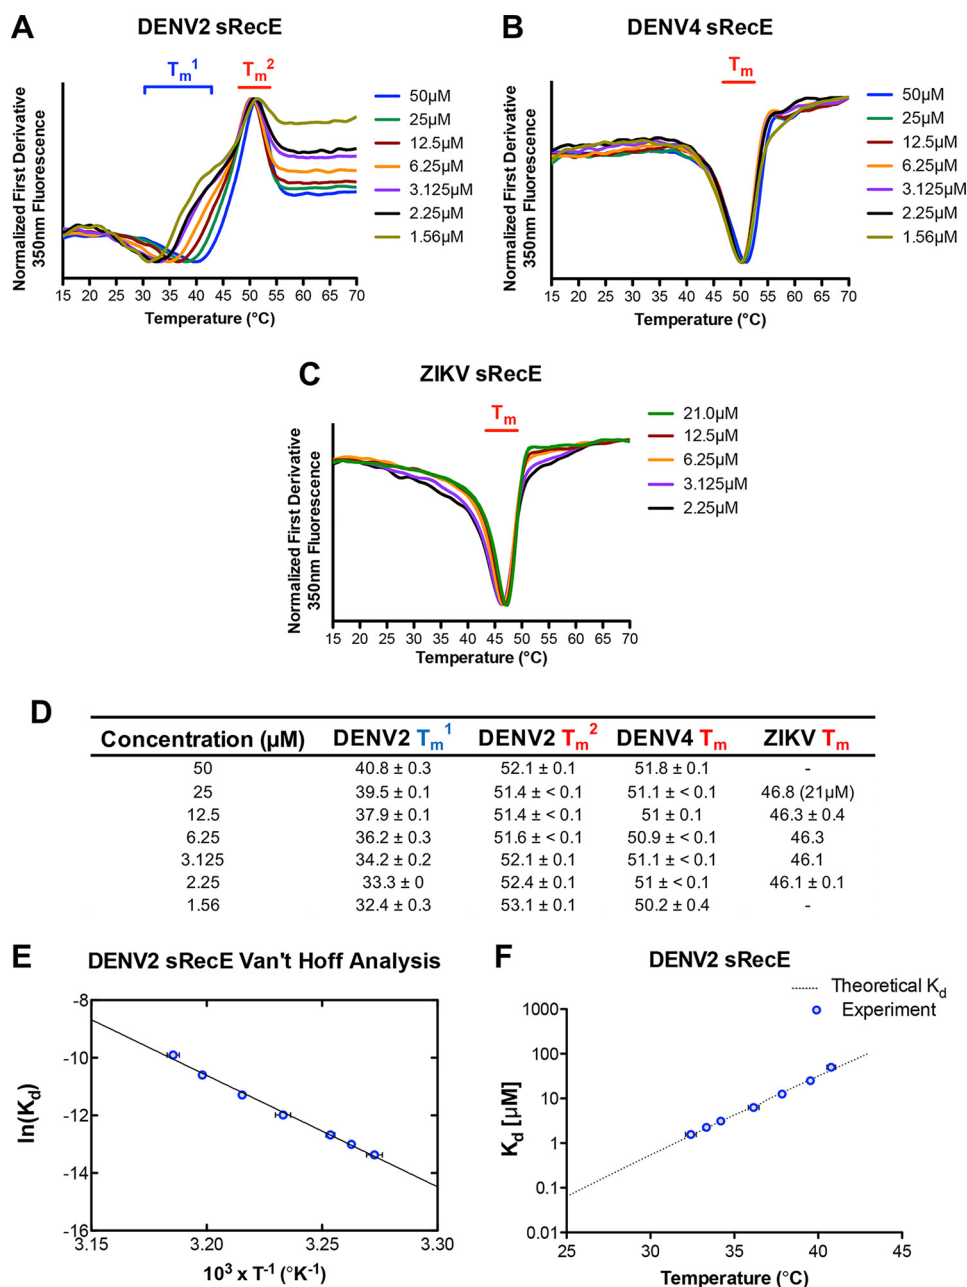 A
DENV2 sRecE
Tm1
Tm2
Normalized First Derivative
350nm Fluorescence
50µM
25µM
12.5µM
6.25µM
3.125µM
2.25µM
1.56µM
15 20 25 30 35 40 45 50 55 60 65 70
Temperature (°C)
B
DENV4 sRecE
Tm
Normalized First Derivative
350nm Fluorescence
50µM
25µM
12.5µM
6.25µM
3.125µM
2.25µM
1.56µM
15 20 25 30 35 40 45 50 55 60 65 70
Temperature (°C)
C
ZIKV sRecE
Tm
Normalized First Derivative
350nm Fluorescence
21.0µM
12.5µM
6.25µM
3.125µM
2.25µM
15 20 25 30 35 40 45 50 55 60 65 70
Temperature (°C)
D
Concentration (µM) DENV2 Tm1 DENV2 Tm2 DENV4 Tm ZIKV Tm
50 40.8 ± 0.3 52.1 ± 0.1 51.8 ± 0.1 -
25 39.5 ± 0.1 51.4 ± < 0.1 51.1 ± < 0.1 46.8 (21µM)
12.5 37.9 ± 0.1 51.4 ± < 0.1 51 ± 0.1 46.3 ± 0.4
6.25 36.2 ± 0.3 51.6 ± < 0.1 50.9 ± < 0.1 46.3
3.125 34.2 ± 0.2 52.1 ± 0.1 51.1 ± < 0.1 46.1
2.25 33.3 ± 0 52.4 ± 0.1 51 ± < 0.1 46.1 ± 0.1
1.56 32.4 ± 0.3 53.1 ± 0.1 50.2 ± 0.4 -
E
DENV2 sRecE Van't Hoff Analysis
ln(Kd)
-8
-10
-12
-14
-16
3.15 3.20 3.25 3.30
10³ x T⁻¹ (°K⁻¹)
F
DENV2 sRecE
Theoretical Kd
Experiment
Kd [µM]
1000
100
10
1
0.1
0.01
25 30 35 40 45
Temperature (°C)